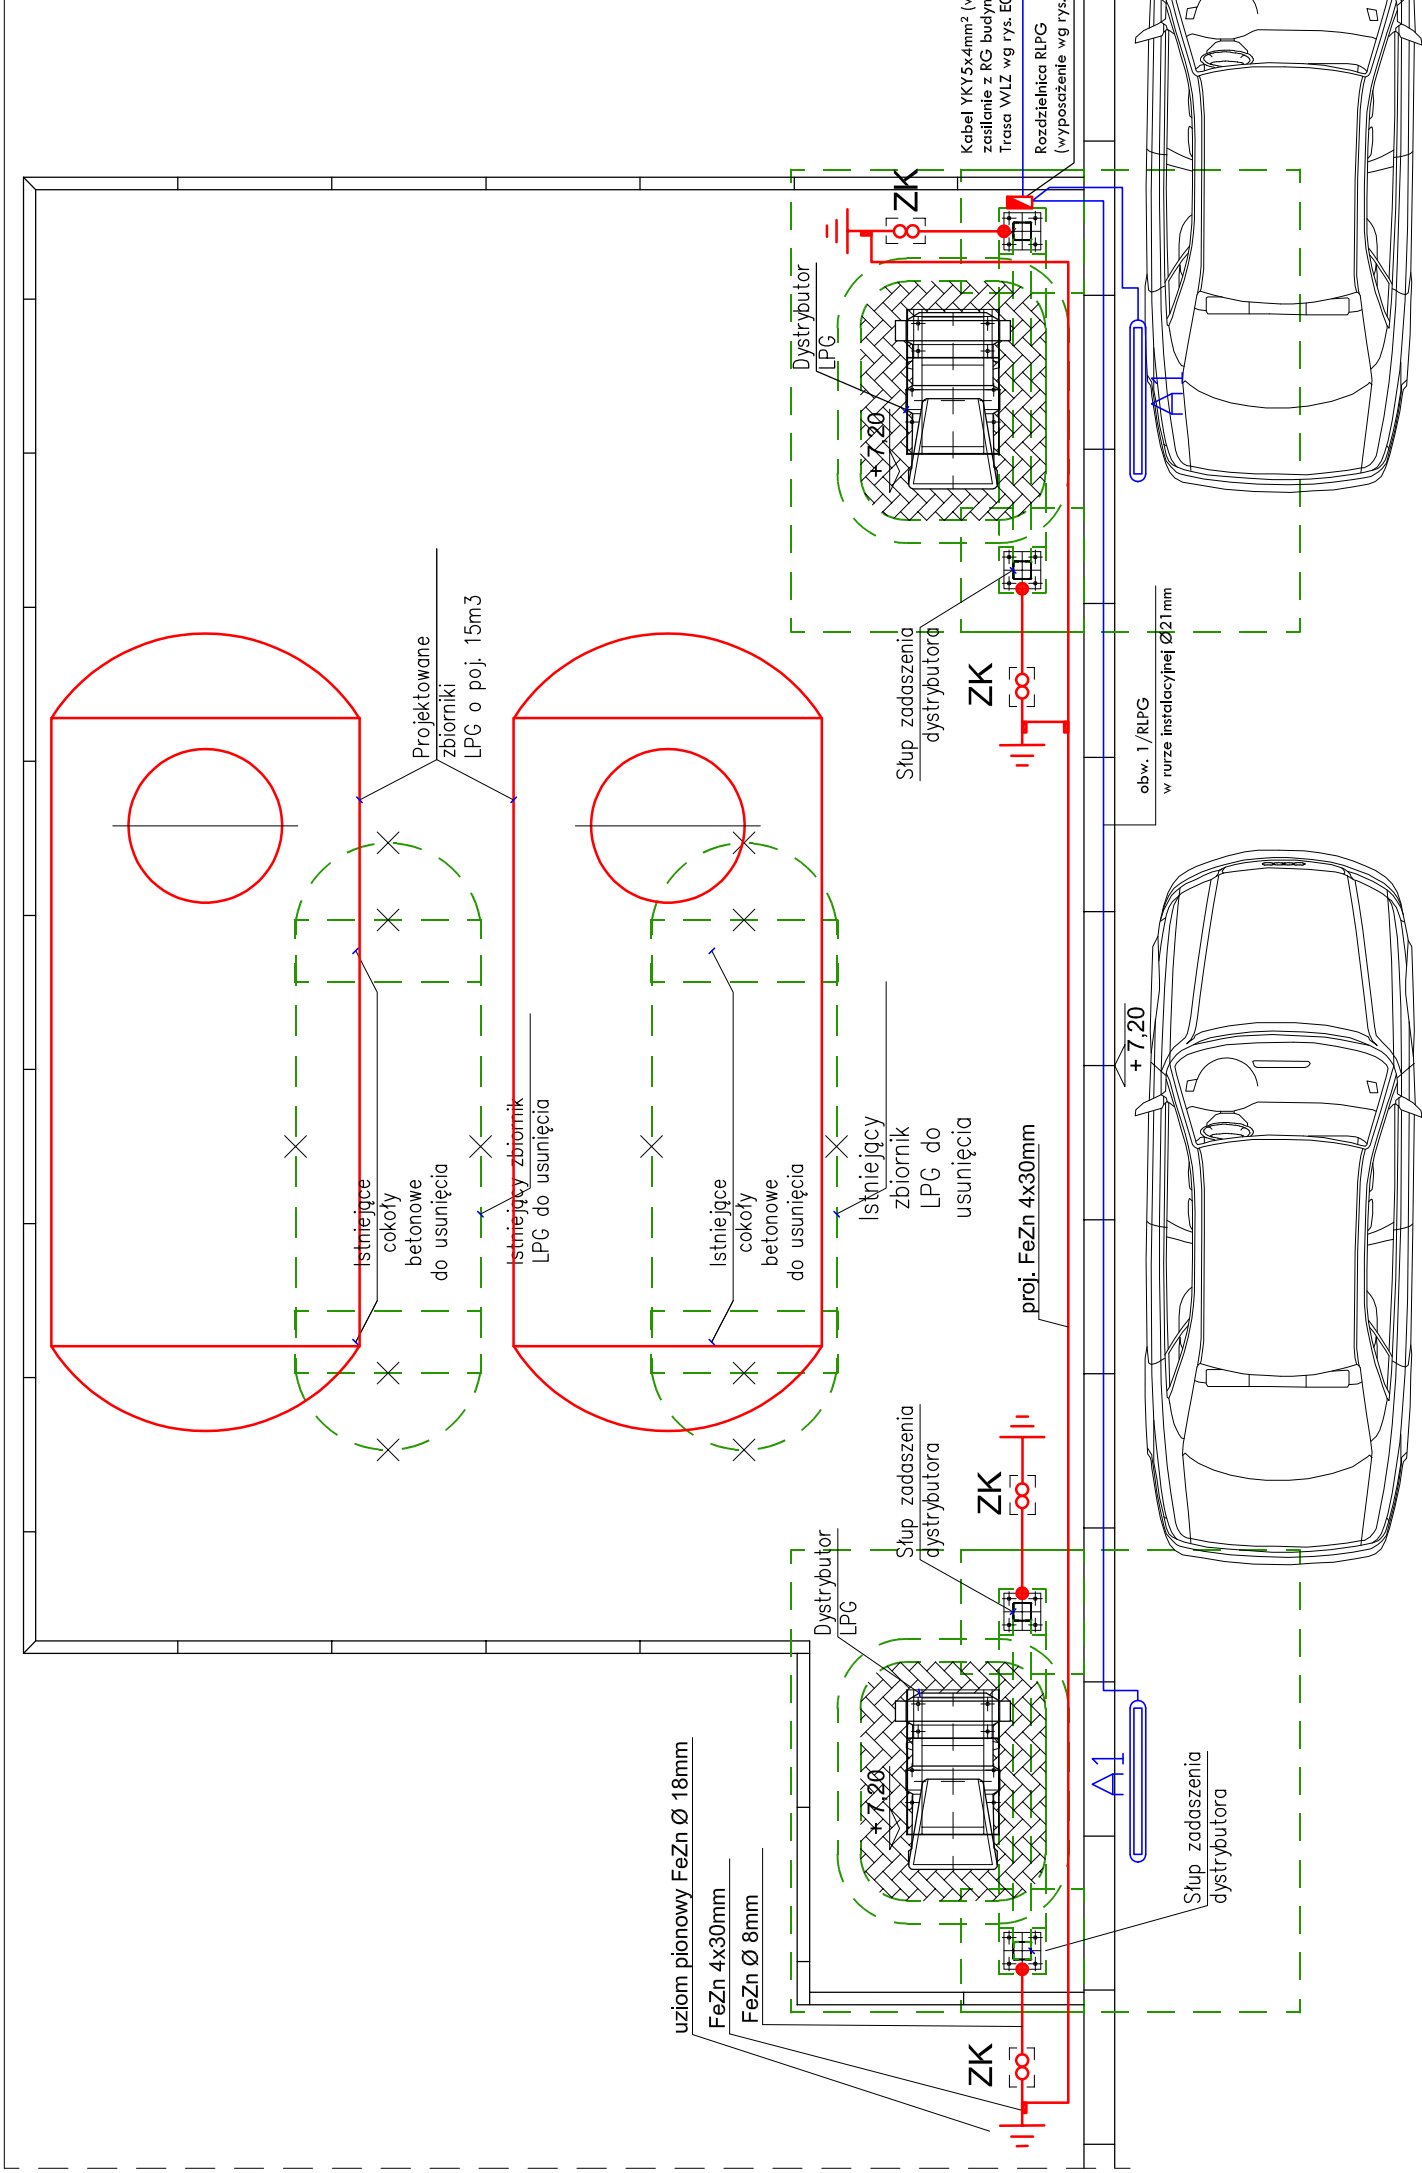 Kabel YKY5x4mm² (w
zasilanie z RG budyn
Trasa WLZ wg rys. E0
Rozdzielnica RLPG
(wyposażenie wg rys.
ZK
Dystrybutor
LPG
+7,20
A1
Projektowane
zbiorniki
LPG o poj. 15m3
Słup zadaszenia
dystrybutora
ZK
obw. 1/RLPG
w rurze instalacyjnej Ø21mm
+7,20
Istniejące
cokoły
betonowe
do usunięcia
Istniejący zbiornik
LPG do usunięcia
Istniejące
cokoły
betonowe
do usunięcia
Istniejący
zbiornik
LPG do
usunięcia
proj. FeZn 4x30mm
Słup zadaszenia
dystrybutora
ZK
Dystrybutor
LPG
+7,20
A1
Słup zadaszenia
dystrybutora
uziom pionowy FeZn Ø 18mm
FeZn 4x30mm
FeZn Ø 8mm
ZK